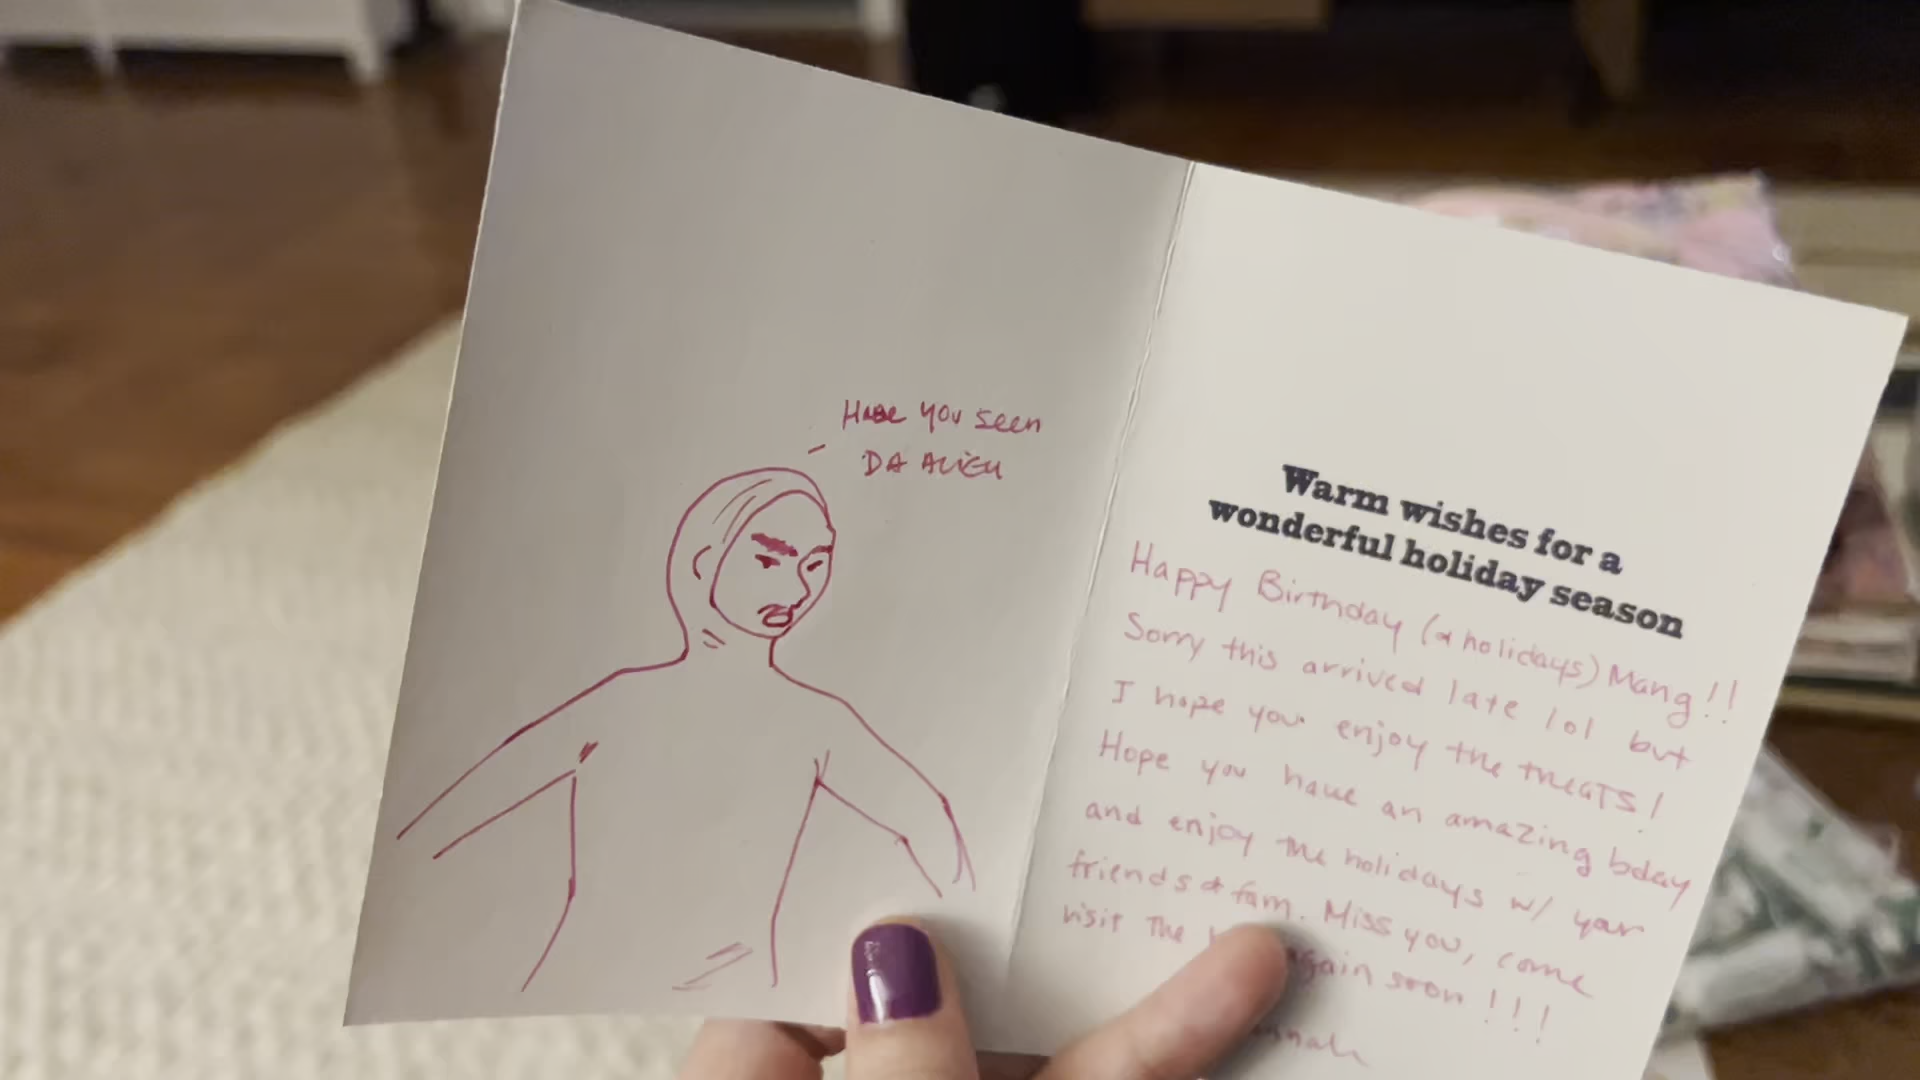 Have you seen
DA ALIEN
Warm wishes for a
wonderful holiday season
Happy Birthday (& holidays) Mang!!
Sorry this arrived late lol but
I hope you enjoy the treats!
Hope you have an amazing bday
and enjoy the holidays w/ your
friends & fam. Miss you, come
visit the again soon!!!